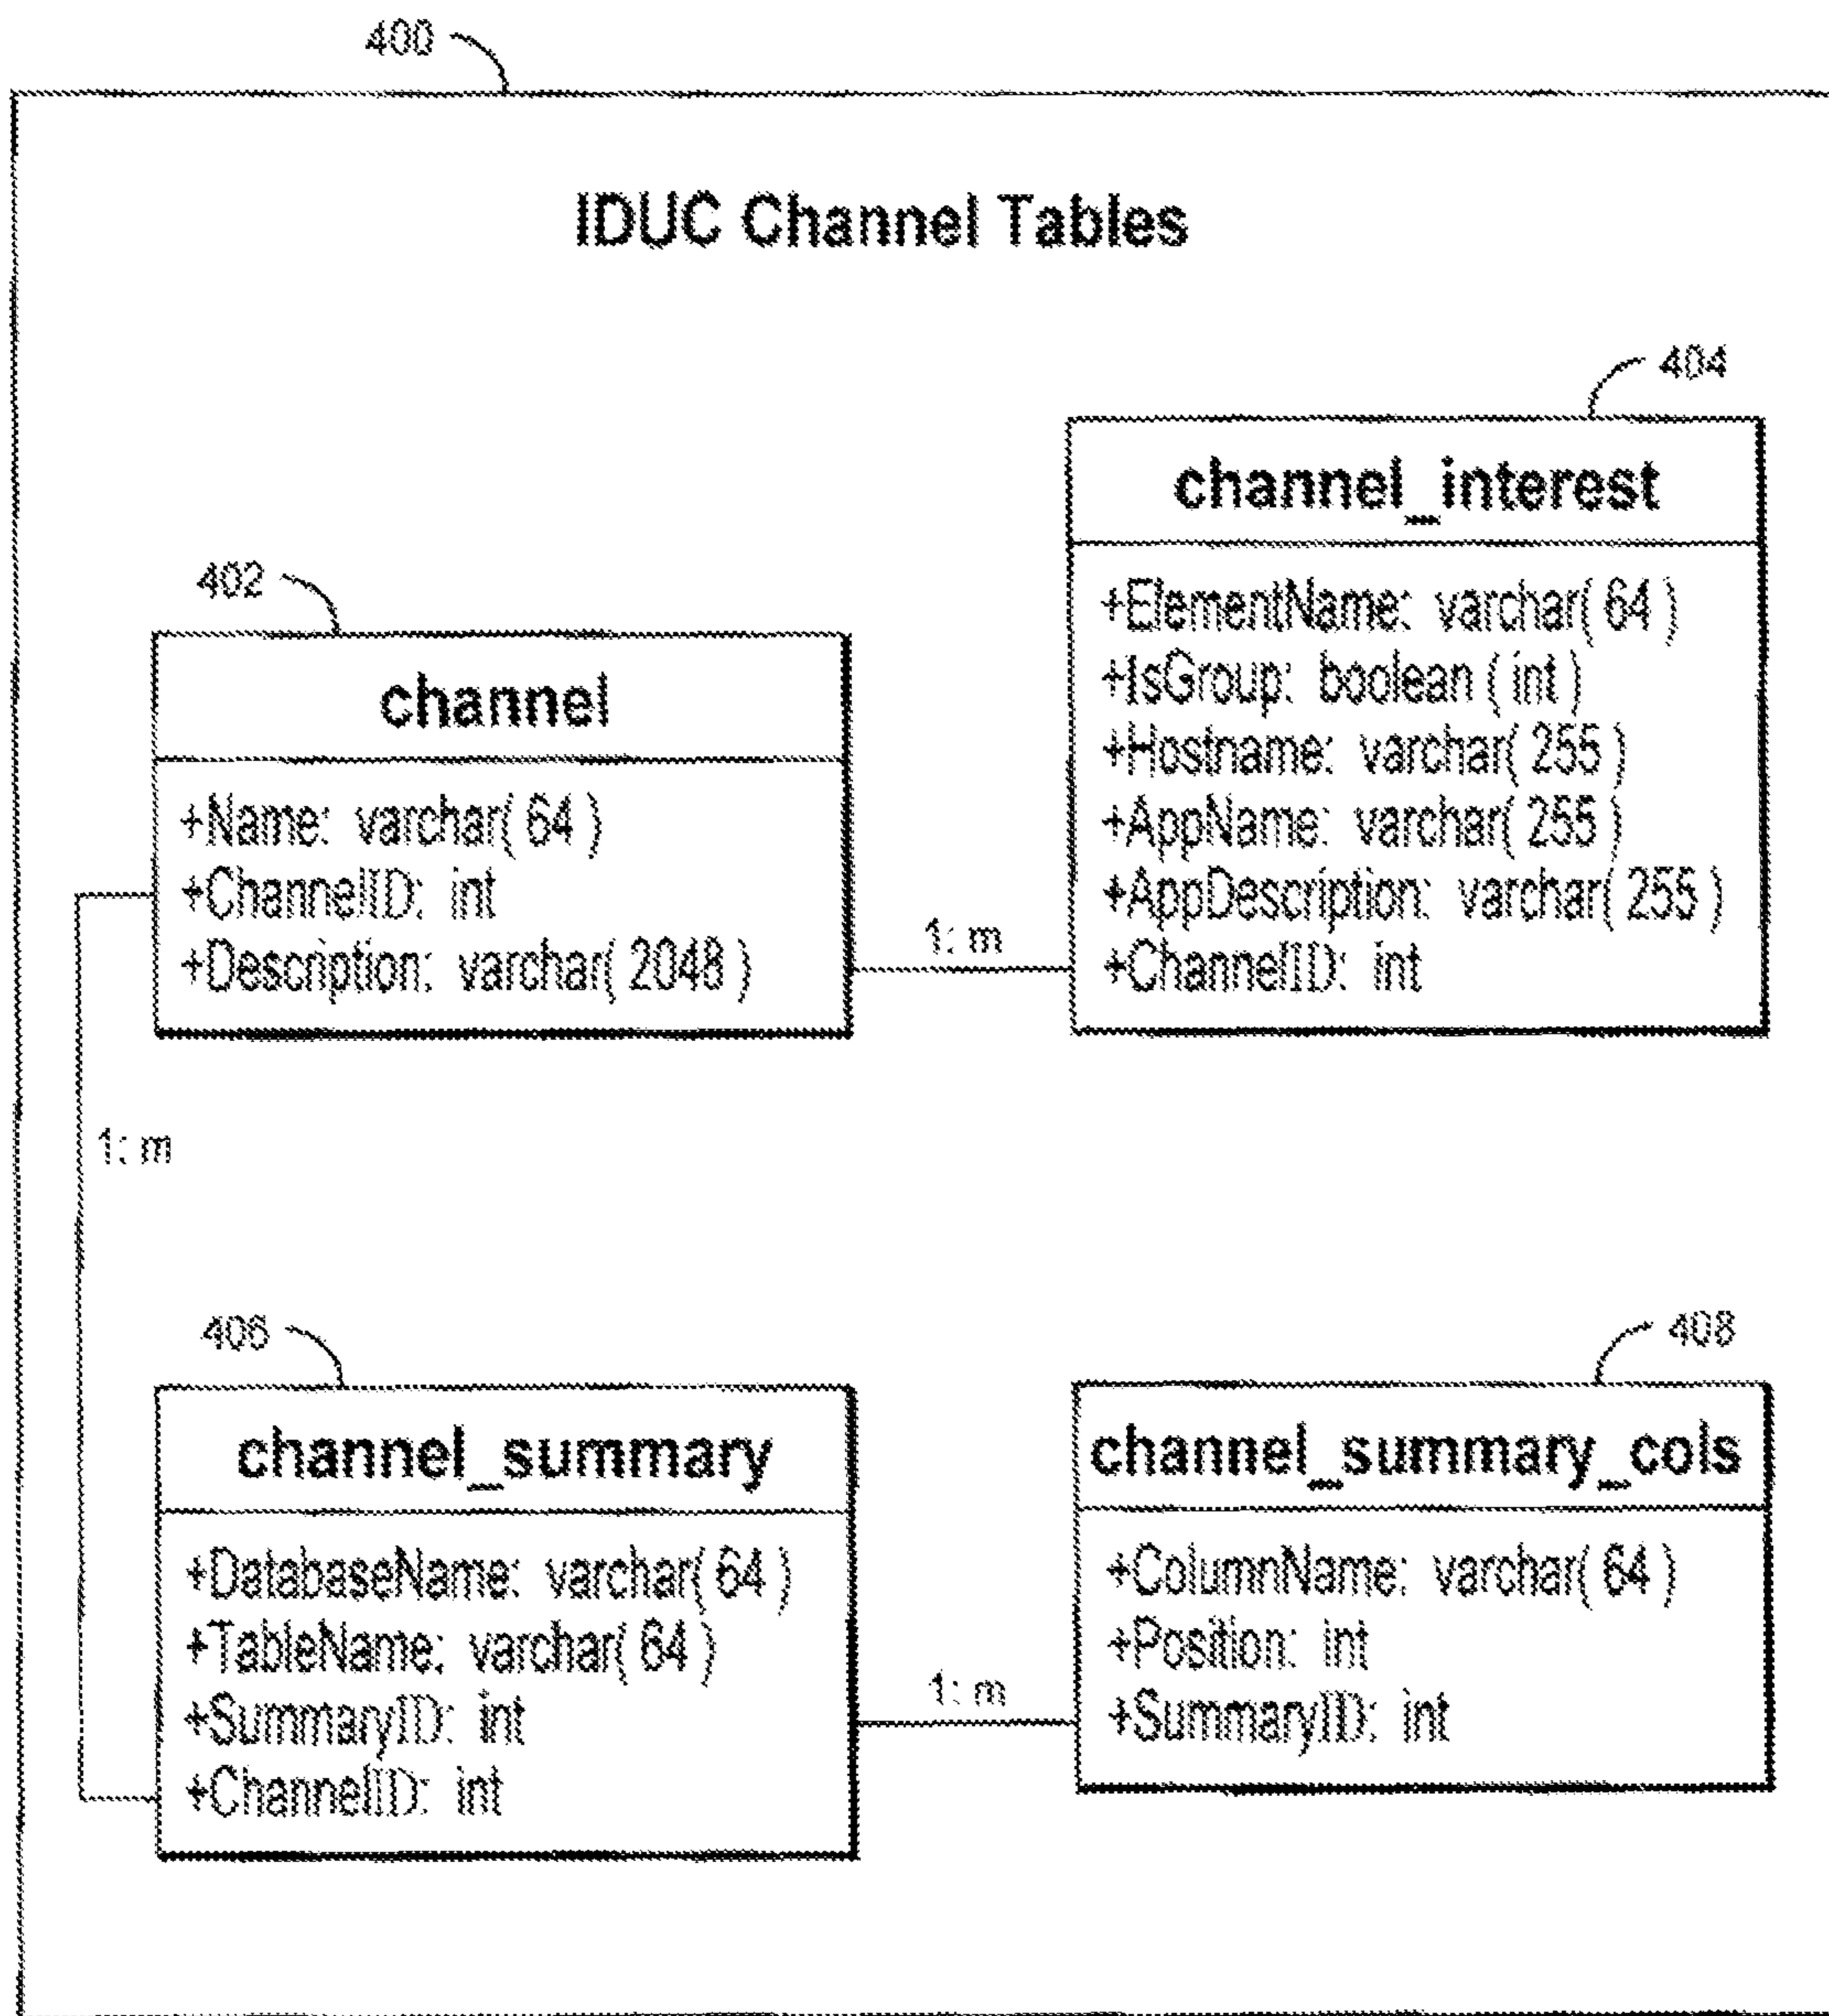 400
IDUC Channel Tables
404
channel_interest
+ElementName: varchar( 64 )
+IsGroup: boolean ( int )
+Hostname: varchar( 255 )
+AppName: varchar( 255 )
+AppDescription: varchar( 255 )
+ChannelID: int
402
channel
+Name: varchar( 64 )
+ChannelID: int
+Description: varchar( 2048 )
1: m
1: m
406
channel_summary
+DatabaseName: varchar( 64 )
+TableName: varchar( 64 )
+SummaryID: int
+ChannelID: int
1: m
408
channel_summary_cols
+ColumnName: varchar( 64 )
+Position: int
+SummaryID: int